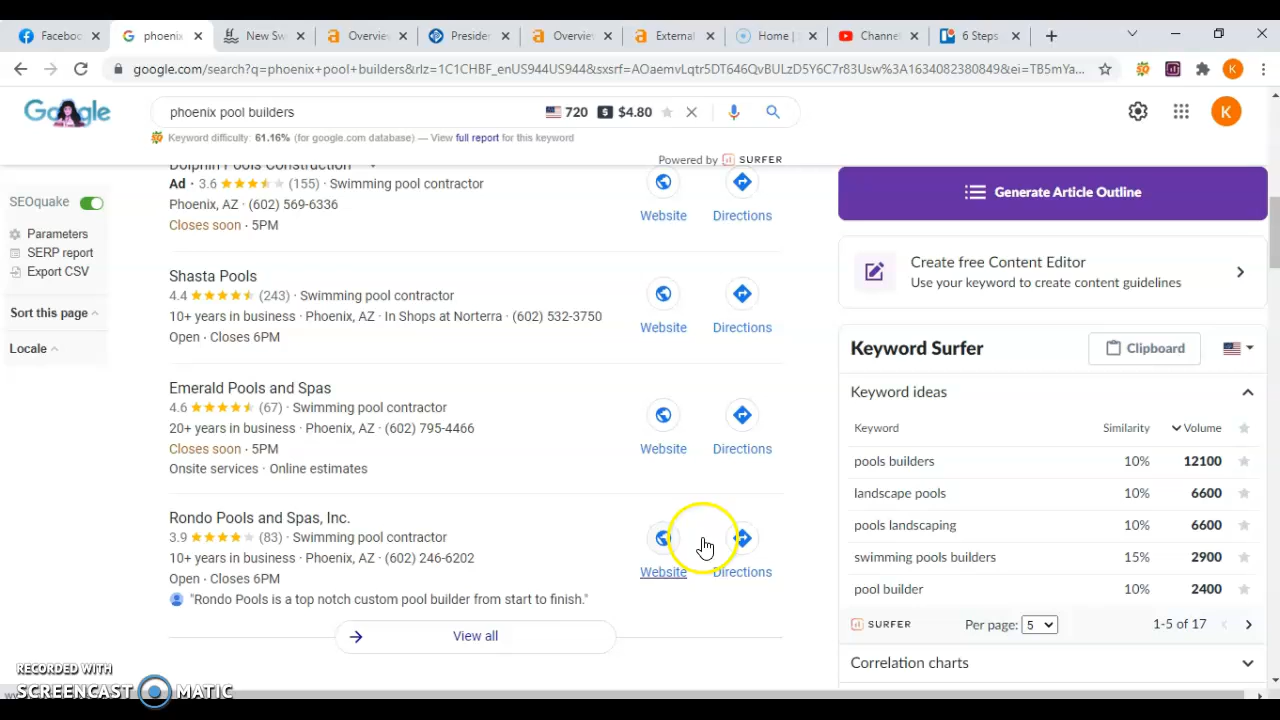 Faceboo
phoenix
New Sw
Overvie
Preside
Overvie
External
Home |
Channe
6 Steps
google.com/search?q=phoenix+pool+builders&rlz=1C1CHBF_enUS944US944&sxsrf=AOaemvLqtr5DT646QvBULzD5Y6C7r83Usw%3A1634082380849&ei=TB5mYa...
K
Google
phoenix pool builders
720
$4.80
K
Keyword difficulty: 61.16% (for google.com database) — View full report for this keyword
Powered by SURFER
Dolphin Pools Construction
Ad · 3.6 (155) · Swimming pool contractor
Phoenix, AZ · (602) 569-6336
Closes soon · 5PM
Website
Directions
SEOquake
Parameters
SERP report
Export CSV
Sort this page
Locale
Shasta Pools
4.4 (243) · Swimming pool contractor
10+ years in business · Phoenix, AZ · In Shops at Norterra · (602) 532-3750
Open · Closes 6PM
Website
Directions
Emerald Pools and Spas
4.6 (67) · Swimming pool contractor
20+ years in business · Phoenix, AZ · (602) 795-4466
Closes soon · 5PM
Onsite services · Online estimates
Website
Directions
Rondo Pools and Spas, Inc.
3.9 (83) · Swimming pool contractor
10+ years in business · Phoenix, AZ · (602) 246-6202
Open · Closes 6PM
"Rondo Pools is a top notch custom pool builder from start to finish."
Website
Directions
View all
Generate Article Outline
Create free Content Editor
Use your keyword to create content guidelines
Keyword Surfer
Clipboard
Keyword ideas
Keyword Similarity Volume
pools builders 10% 12100
landscape pools 10% 6600
pools landscaping 10% 6600
swimming pools builders 15% 2900
pool builder 10% 2400
SURFER Per page: 5 1-5 of 17
Correlation charts
RECORDED WITH
SCREENCAST MATIC